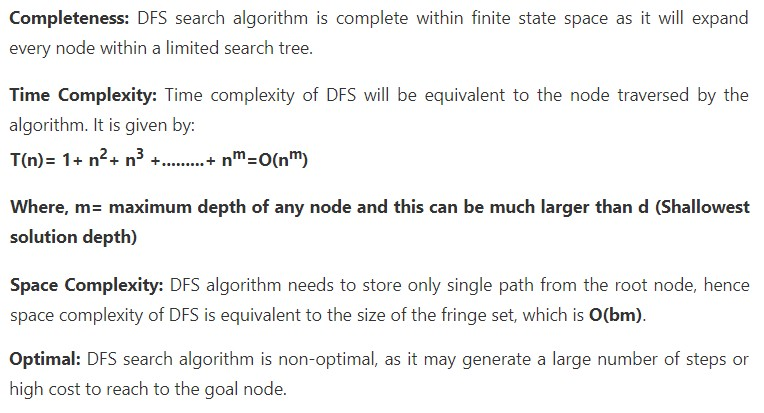 Completeness: DFS search algorithm is complete within finite state space as it will expand
every node within a limited search tree.
Time Complexity: Time complexity of DFS will be equivalent to the node traversed by the
algorithm. It is given by:
T(n)= 1+ n² + n³ +.........+ nᵐ=O(nᵐ)
Where, m= maximum depth of any node and this can be much larger than d (Shallowest
solution depth)
Space Complexity: DFS algorithm needs to store only single path from the root node, hence
space complexity of DFS is equivalent to the size of the fringe set, which is O(bm).
Optimal: DFS search algorithm is non-optimal, as it may generate a large number of steps or
high cost to reach to the goal node.